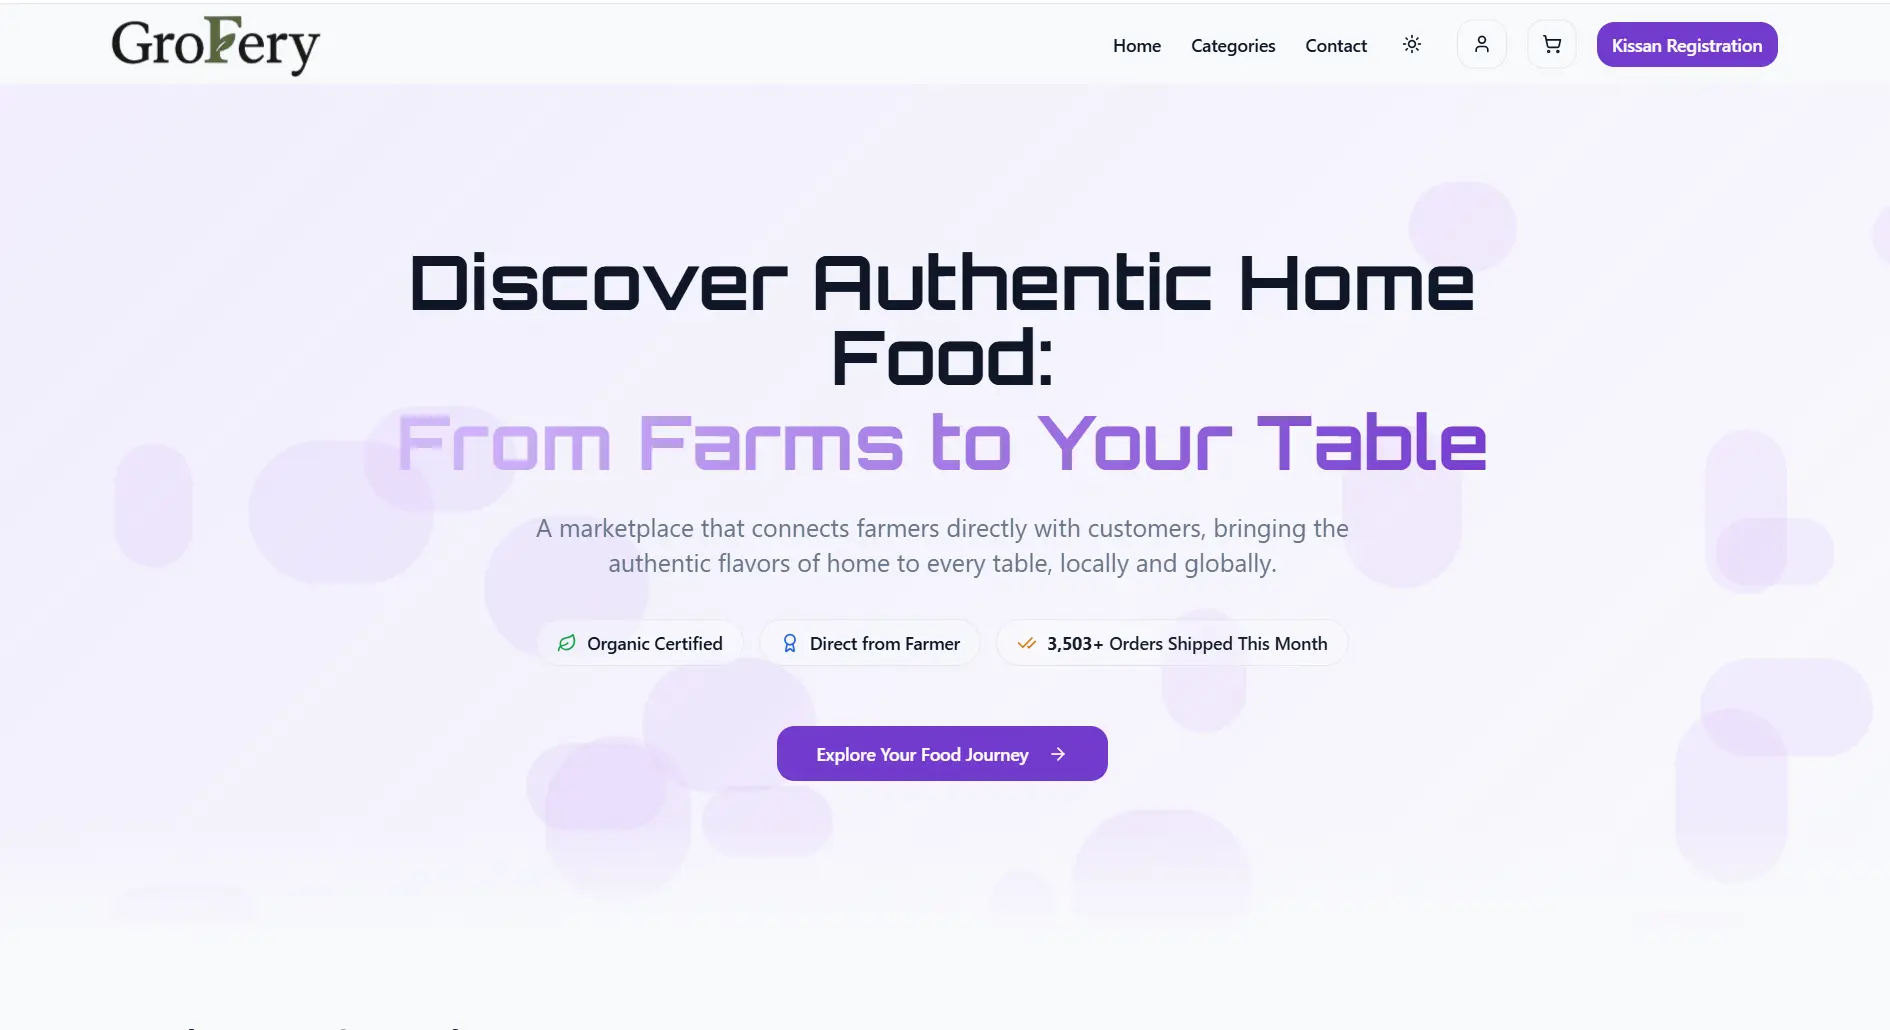 GroFery
Home
Categories
Contact
Kissan Registration
Discover Authentic Home
Food:
From Farms to Your Table
A marketplace that connects farmers directly with customers, bringing the
authentic flavors of home to every table, locally and globally.
Organic Certified
Direct from Farmer
3,503+ Orders Shipped This Month
Explore Your Food Journey